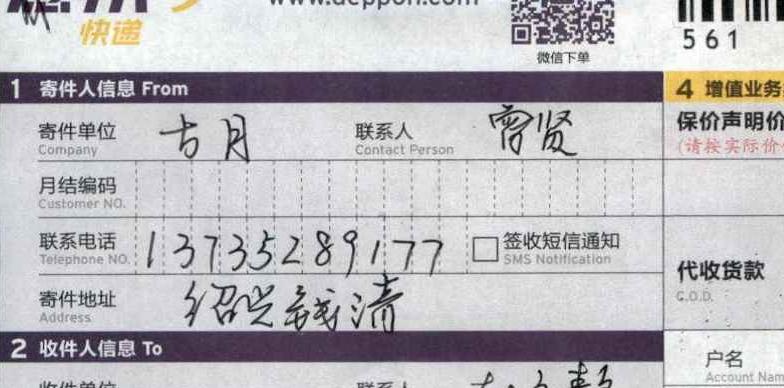 www.deppon.com
快递
微信下单
561
1 寄件人信息 From
4 增值业务
寄件单位 古月 联系人 曾贤
Company Contact Person
保价声明价
(请按实际价
月结编码
Customer NO.
联系电话 13735289177 签收短信通知
Telephone NO. SMS Notification
代收货款
C.O.D.
寄件地址 绍兴钱清
Address
2 收件人信息 To
户名
Account Nam
收件单位 联系人